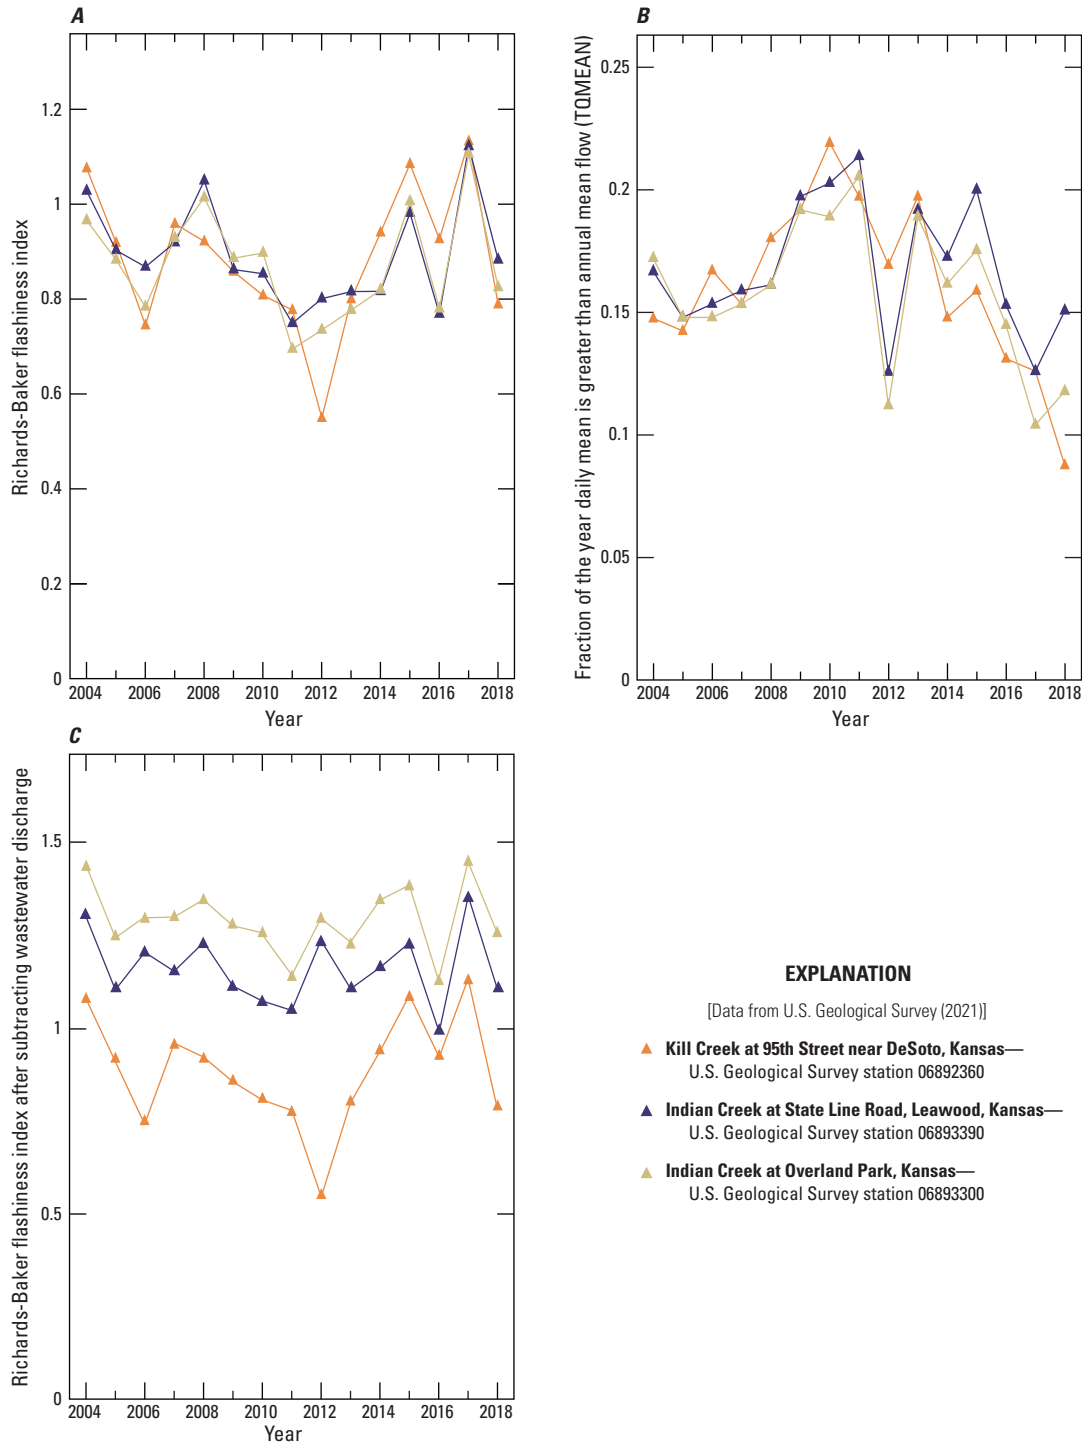 A
Richards-Baker flashiness index
1.2
1
0.8
0.6
0.4
0.2
0
2004 2006 2008 2010 2012 2014 2016 2018
Year
B
Fraction of the year daily mean is greater than annual mean flow (TQMEAN)
0.25
0.2
0.15
0.1
0.05
0
2004 2006 2008 2010 2012 2014 2016 2018
Year
C
Richards-Baker flashiness index after subtracting wastewater discharge
1.5
1
0.5
0
2004 2006 2008 2010 2012 2014 2016 2018
Year
EXPLANATION
[Data from U.S. Geological Survey (2021)]
Kill Creek at 95th Street near DeSoto, Kansas—
U.S. Geological Survey station 06892360
Indian Creek at State Line Road, Leawood, Kansas—
U.S. Geological Survey station 06893390
Indian Creek at Overland Park, Kansas—
U.S. Geological Survey station 06893300